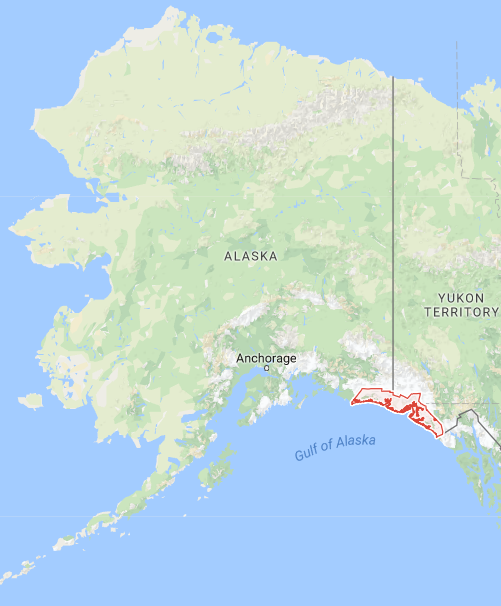 ALASKA
YUKON
TERRITORY
Anchorage
Gulf of Alaska